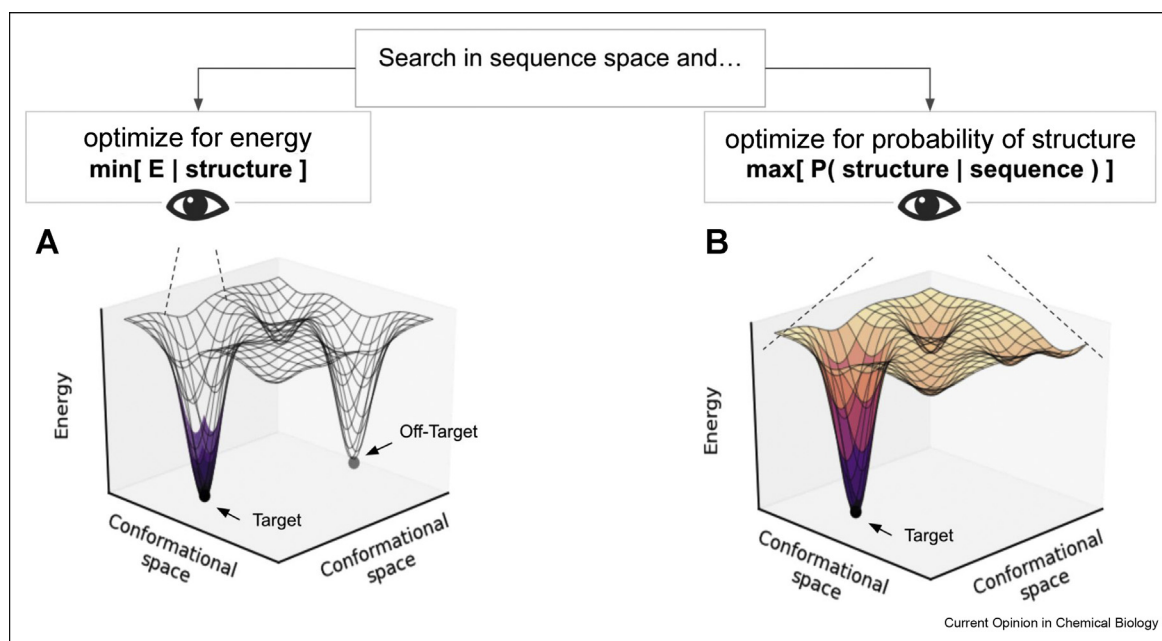 Search in sequence space and…
optimize for energy
min[ E | structure ]
optimize for probability of structure
max[ P( structure | sequence ) ]
A
Energy
Off-Target
Target
Conformational
space
Conformational
space
B
Energy
Target
Conformational
space
Conformational
space
Current Opinion in Chemical Biology